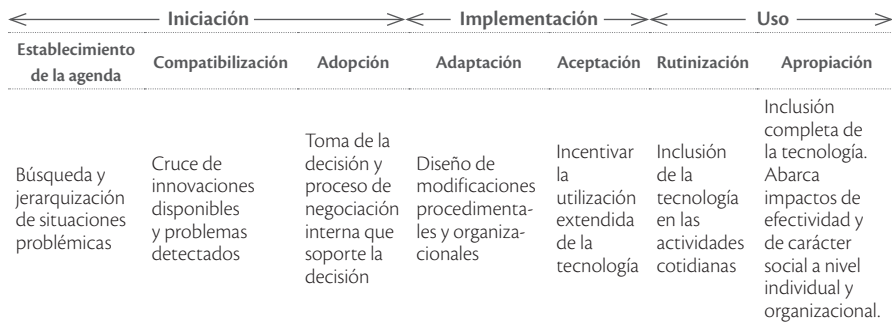 Iniciación Implementación Uso
Establecimiento
de la agenda
Compatibilización
Adopción
Adaptación
Aceptación
Rutinización
Apropiación
Búsqueda y
jerarquización
de situaciones
problémicas
Cruce de
innovaciones
disponibles
y problemas
detectados
Toma de la
decisión y
proceso de
negociación
interna que
soporte la
decisión
Diseño de
modificaciones
procedimenta-
les y organiza-
cionales
Incentivar
la
utilización
extendida
de la
tecnología
Inclusión
de la
tecnología
en las
actividades
cotidianas
Inclusión
completa de
la tecnología.
Abarca
impactos de
efectividad y
de carácter
social a nivel
individual y
organizacional.